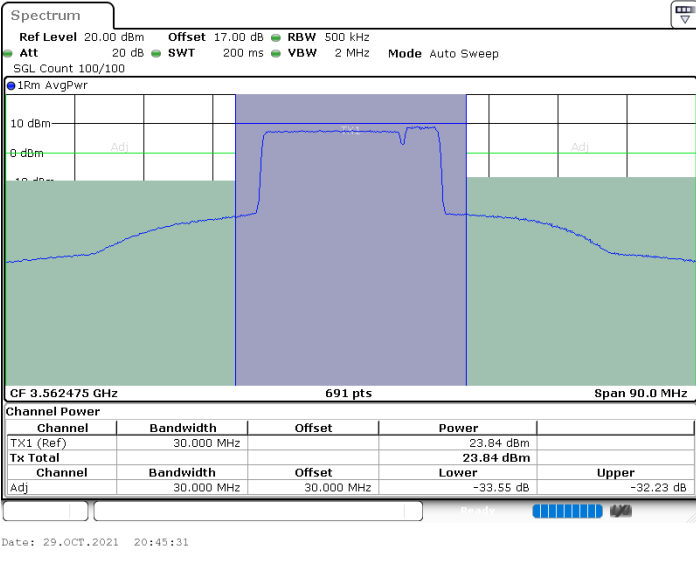 Spectrum
Ref Level 20.00 dBm Offset 17.00 dB RBW 500 kHz
Att 20 dB SWT 200 ms VBW 2 MHz Mode Auto Sweep
SGL Count 100/100
1Rm AvgPwr
10 dBm
TX1
Adj Adj
0 dBm
-10 dBm
CF 3.562475 GHz 691 pts Span 90.0 MHz
Channel Power
Channel Bandwidth Offset Power
TX1 (Ref) 30.000 MHz 23.84 dBm
Tx Total 23.84 dBm
Channel Bandwidth Offset Lower Upper
Adj 30.000 MHz 30.000 MHz -33.55 dB -32.23 dB
Ready
Date: 29.OCT.2021 20:45:31